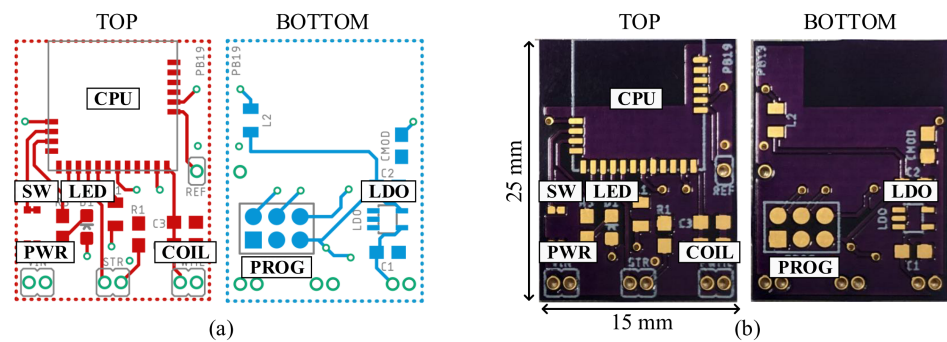 TOP
BOTTOM
TOP
BOTTOM
PB19
PB19
PB19
PB19
CPU
CPU
L2
L2
CMOD
CMOD
C2
REF
REF
SW
LED
LDO
SW
LED
LDO
R1
C3
LDO
R1
C3
LDO
PWR
COIL
PROG
C1
PWR
COIL
PROG
C1
STR
STR
25 mm
15 mm
(a)
(b)